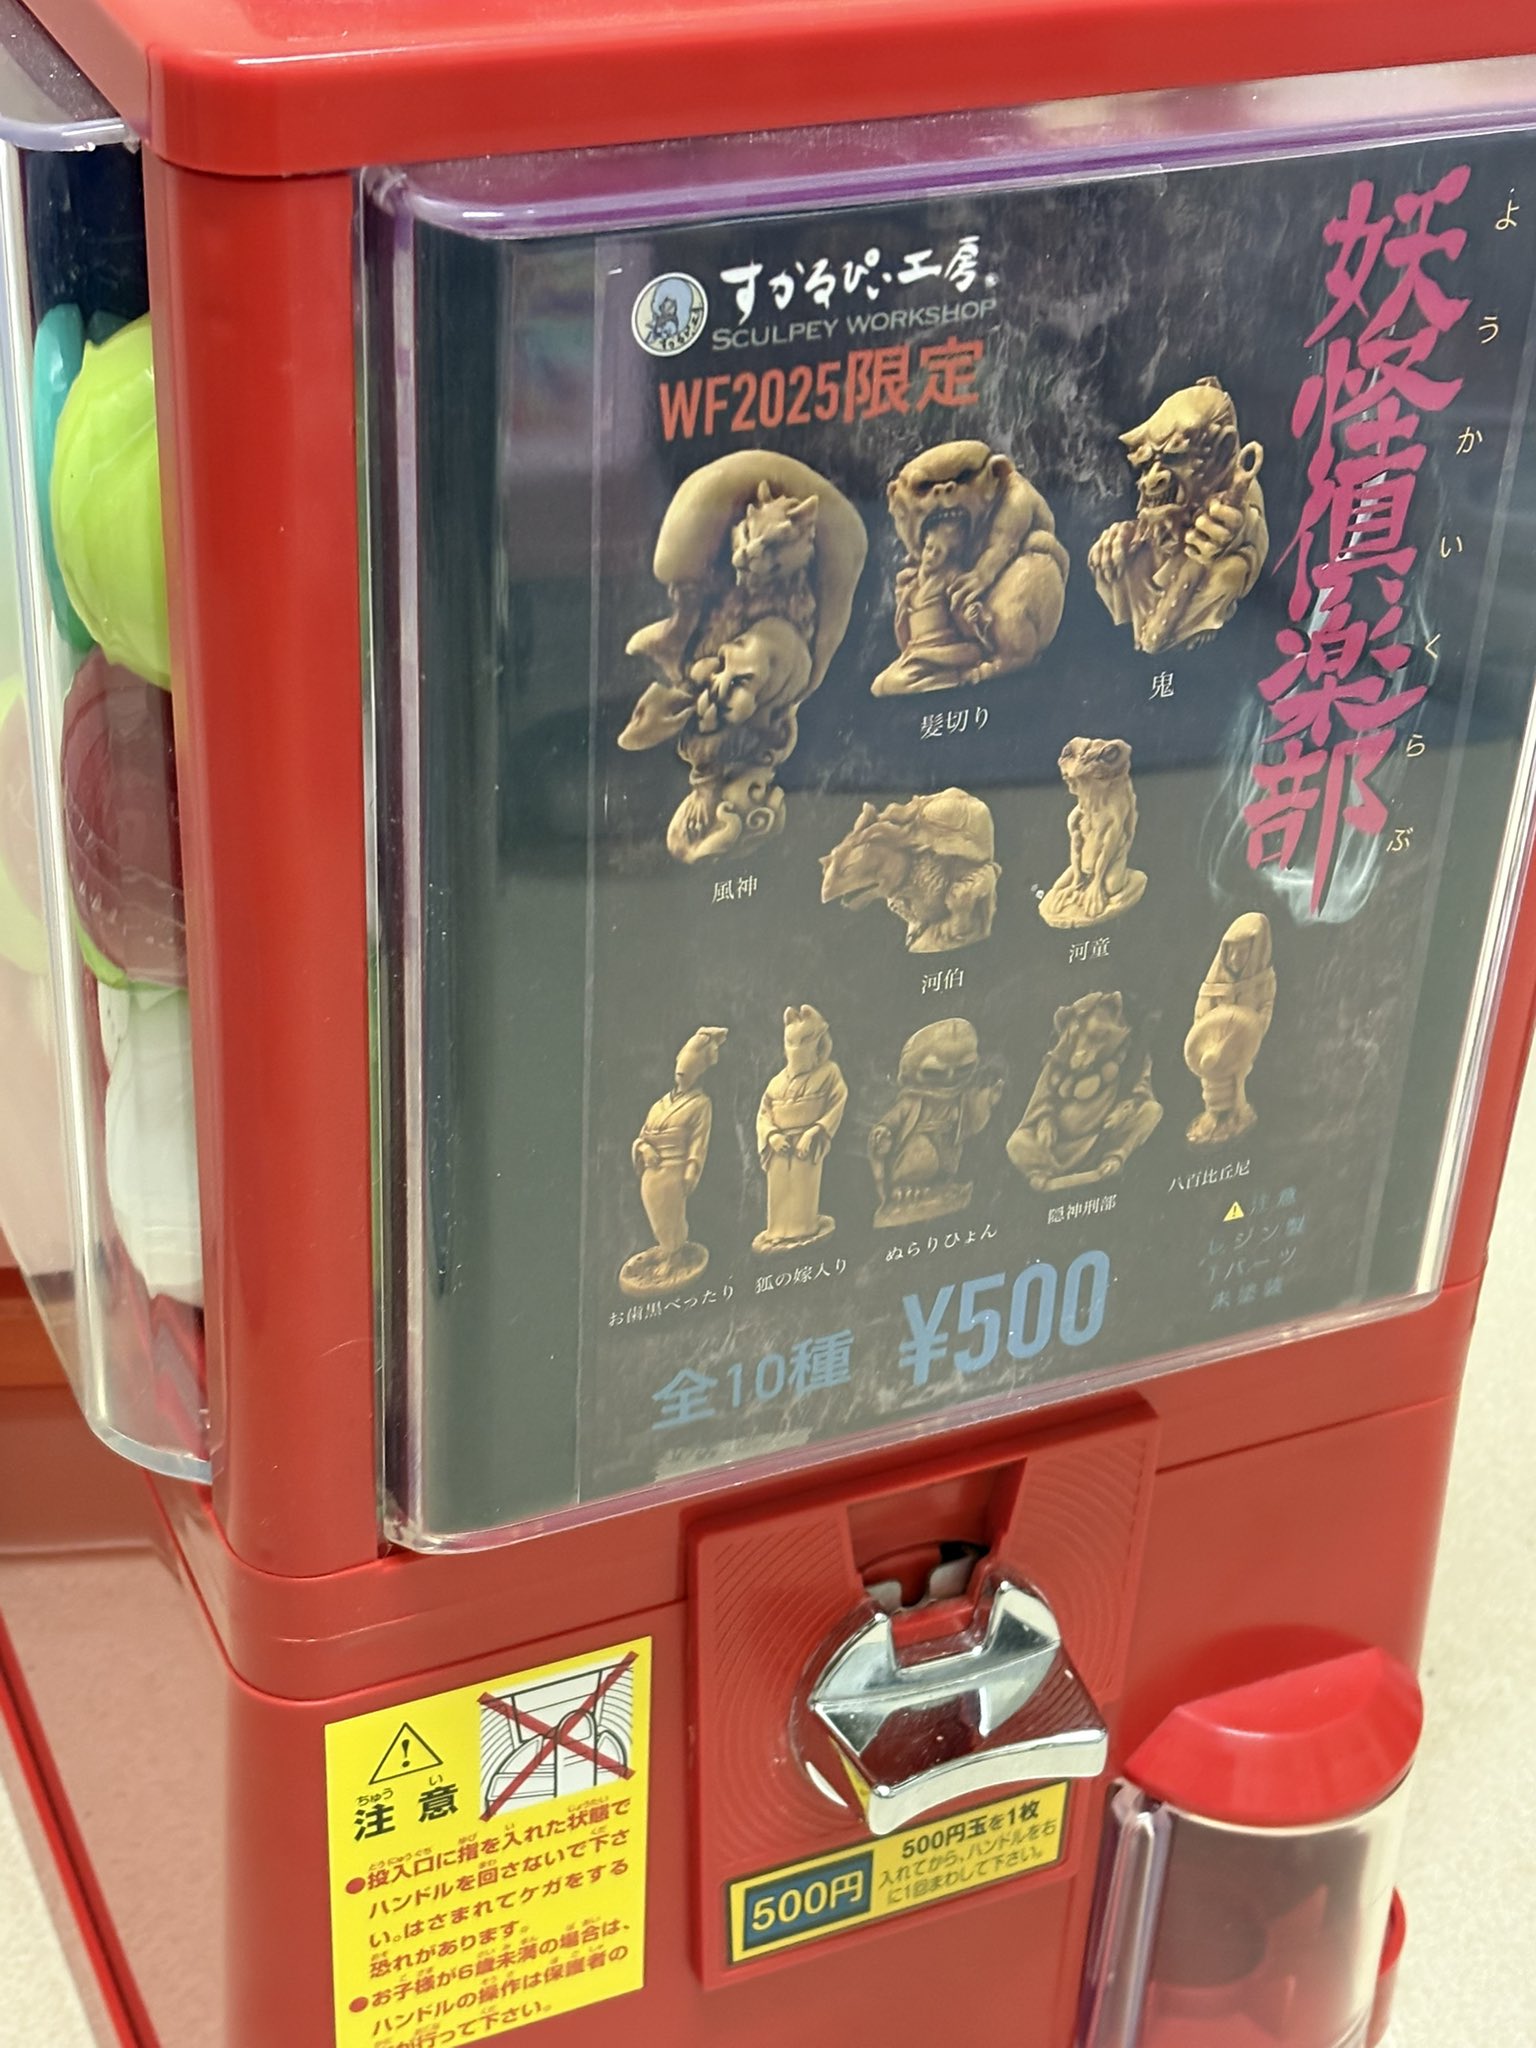 すかるぴぃ工房。
SCULPEY WORKSHOP
WF2025限定
妖怪倶楽部
ようかいくらぶ
髪切り
鬼
風神
河伯
河童
お歯黒べったり
狐の嫁入り
ぬらりひょん
隠神刑部
八百比丘尼
注意
レジン製
1パーツ
未塗装
全10種 ¥500
注意
ちゅう い
●投入口に指を入れた状態で
ハンドルを回さないで下さ
い。はさまれてケガをする
恐れがあります。
●お子様が6歳未満の場合は、
ハンドルの操作は保護者の
が行って下さい。
500円
500円玉を1枚
入れてから、ハンドルを右
に1回まわして下さい。